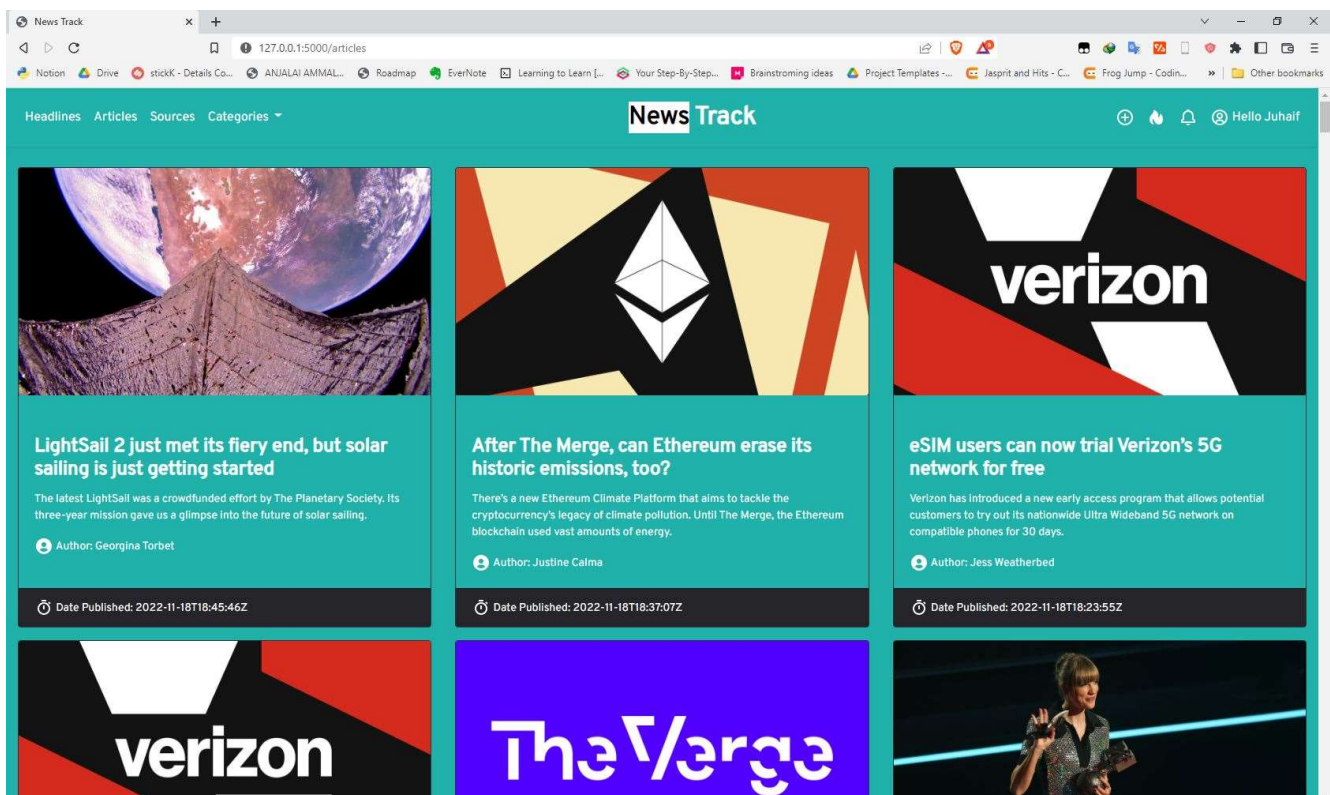 News Track
127.0.0.1:5000/articles
Notion Drive stickK - Details Co... ANJALAI AMMAL... Roadmap EverNote Learning to Learn [... Your Step-By-Step... Brainstroming ideas Project Templates -... Jasprit and Hits - C... Frog Jump - Codin... » Other bookmarks
Headlines Articles Sources Categories
News Track
Hello Juhaif
verizon
LightSail 2 just met its fiery end, but solar
sailing is just getting started
The latest LightSail was a crowdfunded effort by The Planetary Society. Its
three-year mission gave us a glimpse into the future of solar sailing.
Author: Georgina Torbet
Date Published: 2022-11-18T18:45:46Z
After The Merge, can Ethereum erase its
historic emissions, too?
There's a new Ethereum Climate Platform that aims to tackle the
cryptocurrency's legacy of climate pollution. Until The Merge, the Ethereum
blockchain used vast amounts of energy.
Author: Justine Calma
Date Published: 2022-11-18T18:37:07Z
eSIM users can now trial Verizon's 5G
network for free
Verizon has introduced a new early access program that allows potential
customers to try out its nationwide Ultra Wideband 5G network on
compatible phones for 30 days.
Author: Jess Weatherbed
Date Published: 2022-11-18T18:23:55Z
verizon
The Verge